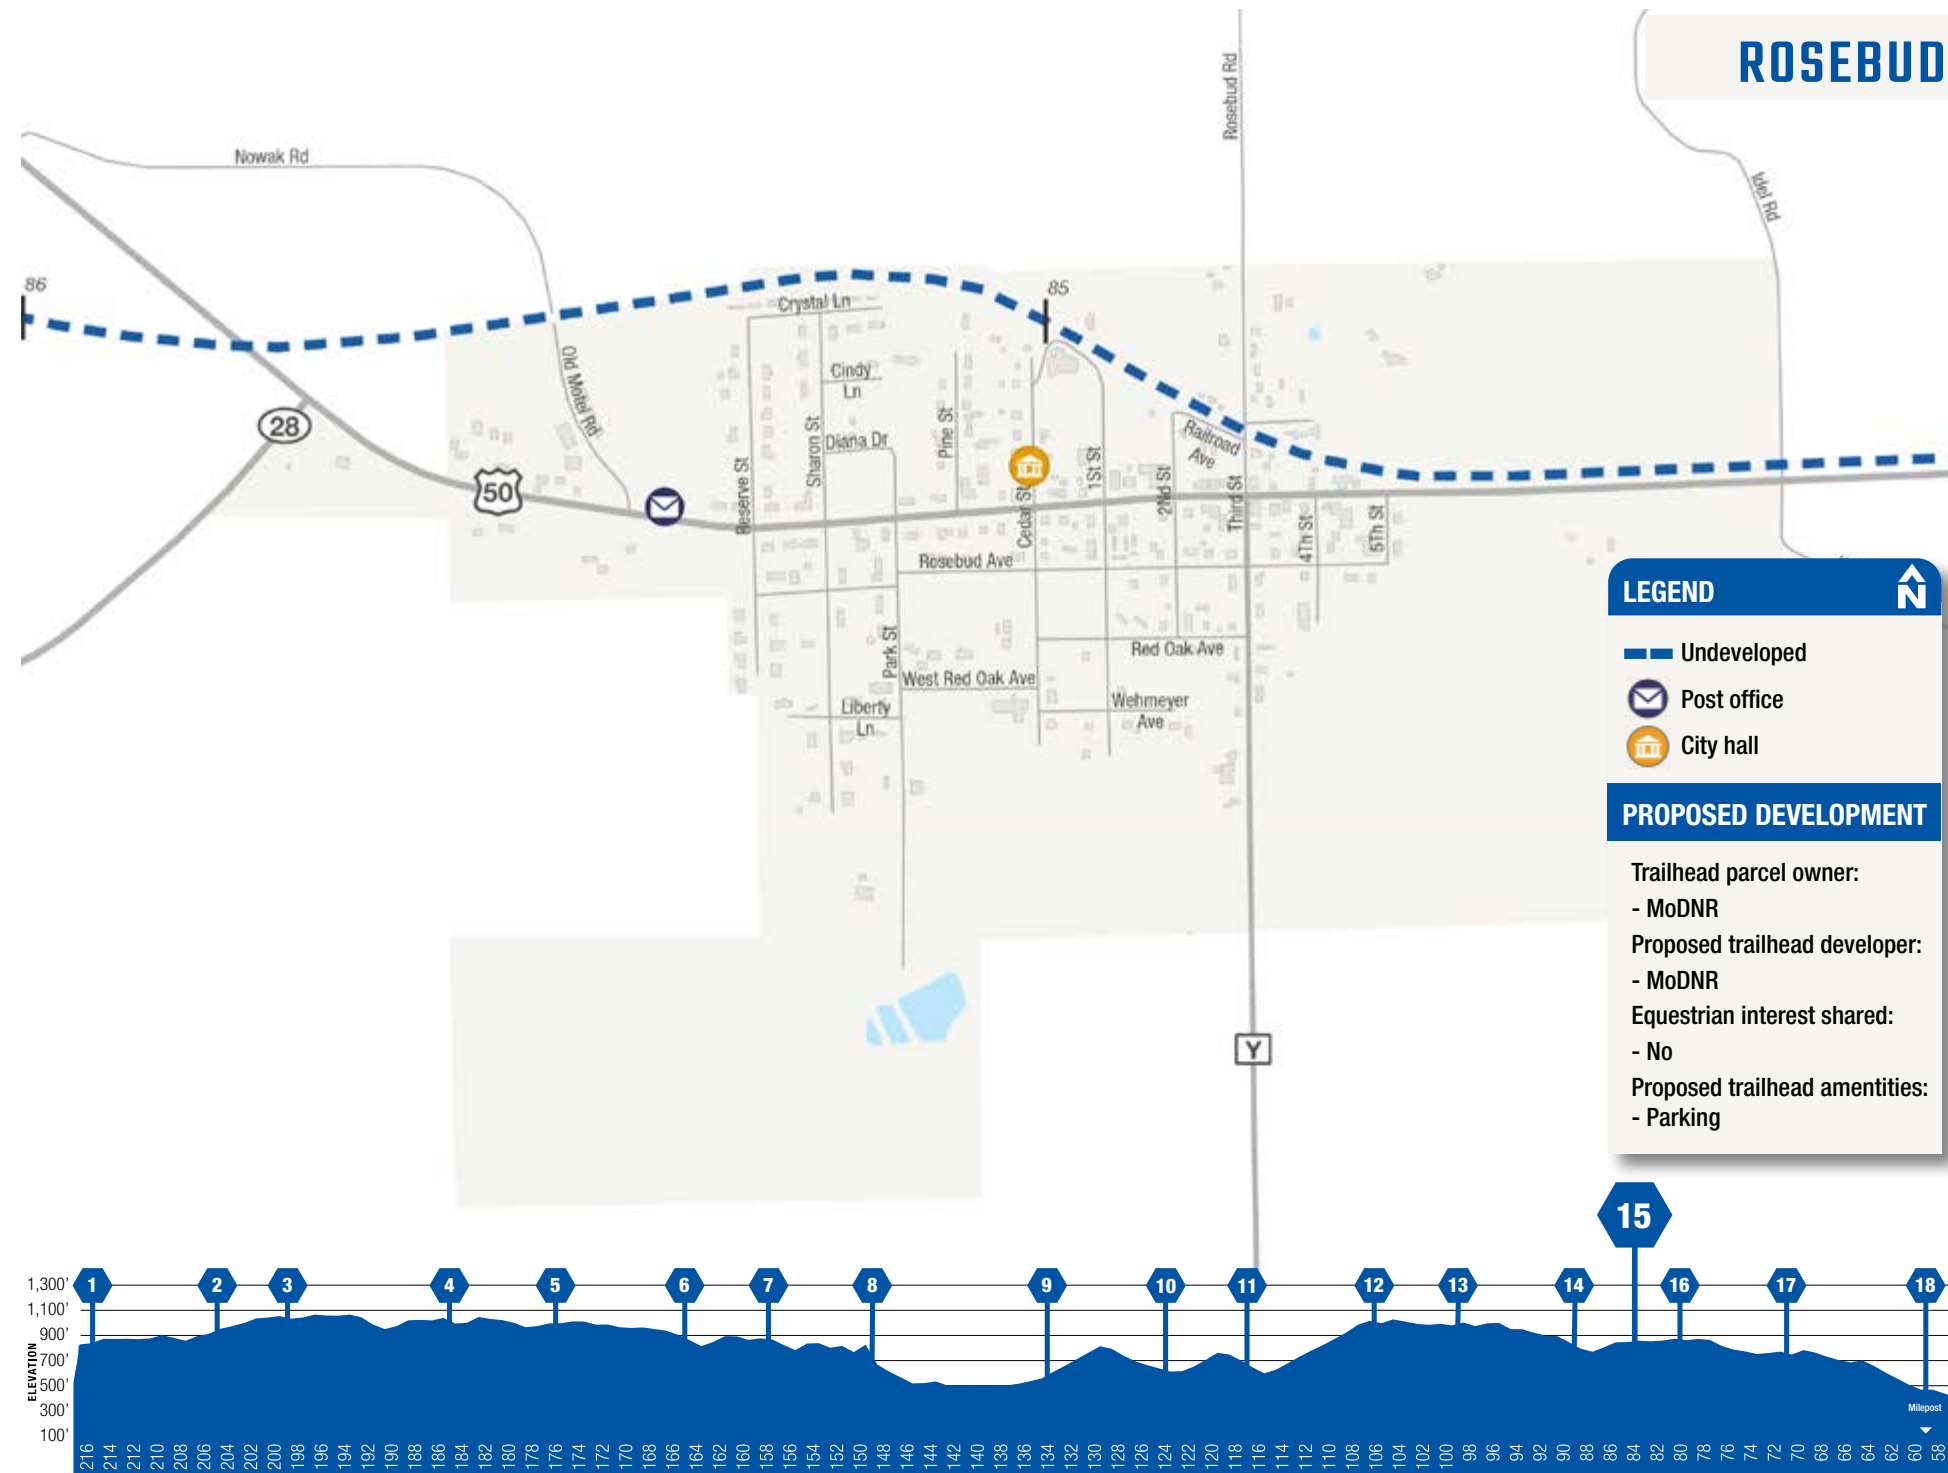 ROSEBUD
Rosebud Rd
Nowak Rd
Idel Rd
86
85
Crystal Ln
Old Motel Rd
Cindy
Ln
28
Pine St
Sharon St
Diana Dr
Railroad
Ave
1St St
Reserve St
50
2Nd St
Third St
Cedar St
4Th St
5Th St
Rosebud Ave
Park St
Red Oak Ave
West Red Oak Ave
Liberty
Ln
Wehmeyer
Ave
Y
LEGEND
N
Undeveloped
Post office
City hall
PROPOSED DEVELOPMENT
Trailhead parcel owner:
- MoDNR
Proposed trailhead developer:
- MoDNR
Equestrian interest shared:
- No
Proposed trailhead amentities:
- Parking
15
1 2 3 4 5 6 7 8 9 10 11 12 13 14 16 17 18
ELEVATION
1,300'
1,100'
900'
700'
500'
300'
100'
Milepost
216 214 212 210 208 206 204 202 200 198 196 194 192 190 188 186 184 182 180 178 176 174 172 170 168 166 164 162 160 158 156 154 152 150 148 146 144 142 140 138 136 134 132 130 128 126 124 122 120 118 116 114 112 110 108 106 104 102 100 98 96 94 92 90 88 86 84 82 80 78 76 74 72 70 68 66 64 62 60 58